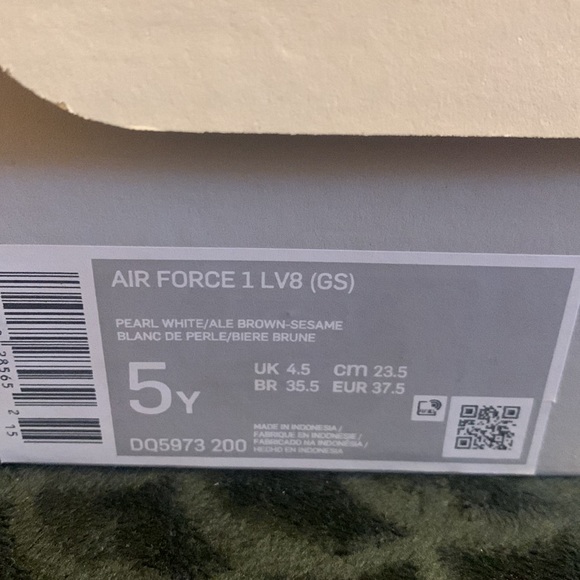 AIR FORCE 1 LV8 (GS)
PEARL WHITE/ALE BROWN-SESAME
BLANC DE PERLE/BIERE BRUNE
5Y
UK 4.5 cm 23.5
BR 35.5 EUR 37.5
DQ5973 200
MADE IN INDONESIA/
FABRIQUE EN INDONESIE/
FABRICADO NA INDONÉSIA/
HECHO EN INDONESIA
28565 215